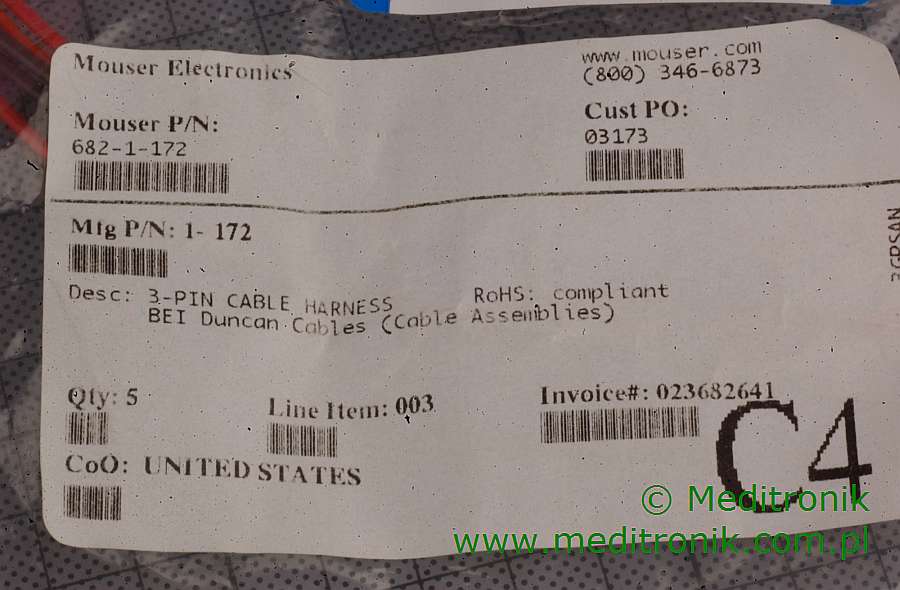 Mouser Electronics
www.mouser.com
(800) 346-6873
Mouser P/N:
682-1-172
Cust PO:
03173
Mfg P/N: 1- 172
Desc: 3-PIN CABLE HARNESS RoHS: compliant
BEI Duncan Cables (Cable Assemblies)
Qty: 5
Line Item: 003
Invoice#: 023682641
CoO: UNITED STATES
C4
© Meditronik
www.meditronik.com.pl